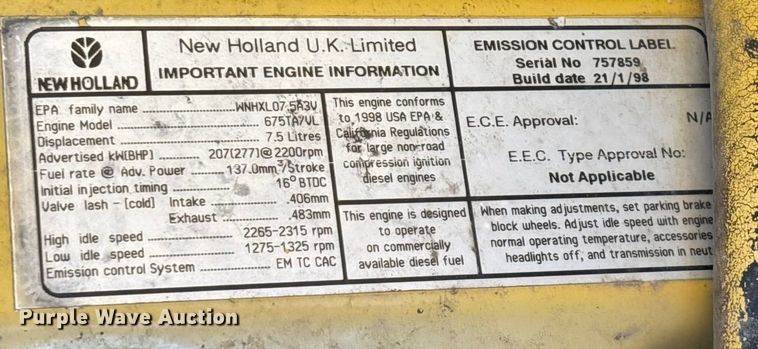 NEW HOLLAND
New Holland U.K. Limited
IMPORTANT ENGINE INFORMATION
EMISSION CONTROL LABEL
Serial No 757859
Build date 21/1/98
EPA family name WNHXL07.5A3V
Engine Model 675TA7VL
Displacement 7.5 Litres
Advertised kW(BHP) 207(277)@2200rpm
Fuel rate @ Adv. Power 137.0mm³/Stroke
Initial injection timing 16° BTDC
Valve lash - (cold) Intake .406mm
Exhaust .483mm
High idle speed 2265-2315 rpm
Low idle speed 1275-1325 rpm
Emission control System EM TC CAC
This engine conforms
to 1998 USA EPA &
California Regulations
for large non-road
compression ignition
diesel engines
This engine is designed
to operate
on commercially
available diesel fuel
E.C.E. Approval: N/A
E.E.C. Type Approval No:
Not Applicable
When making adjustments, set parking brake
block wheels. Adjust idle speed with engine
normal operating temperature, accessories
headlights off, and transmission in neut
Purple Wave Auction